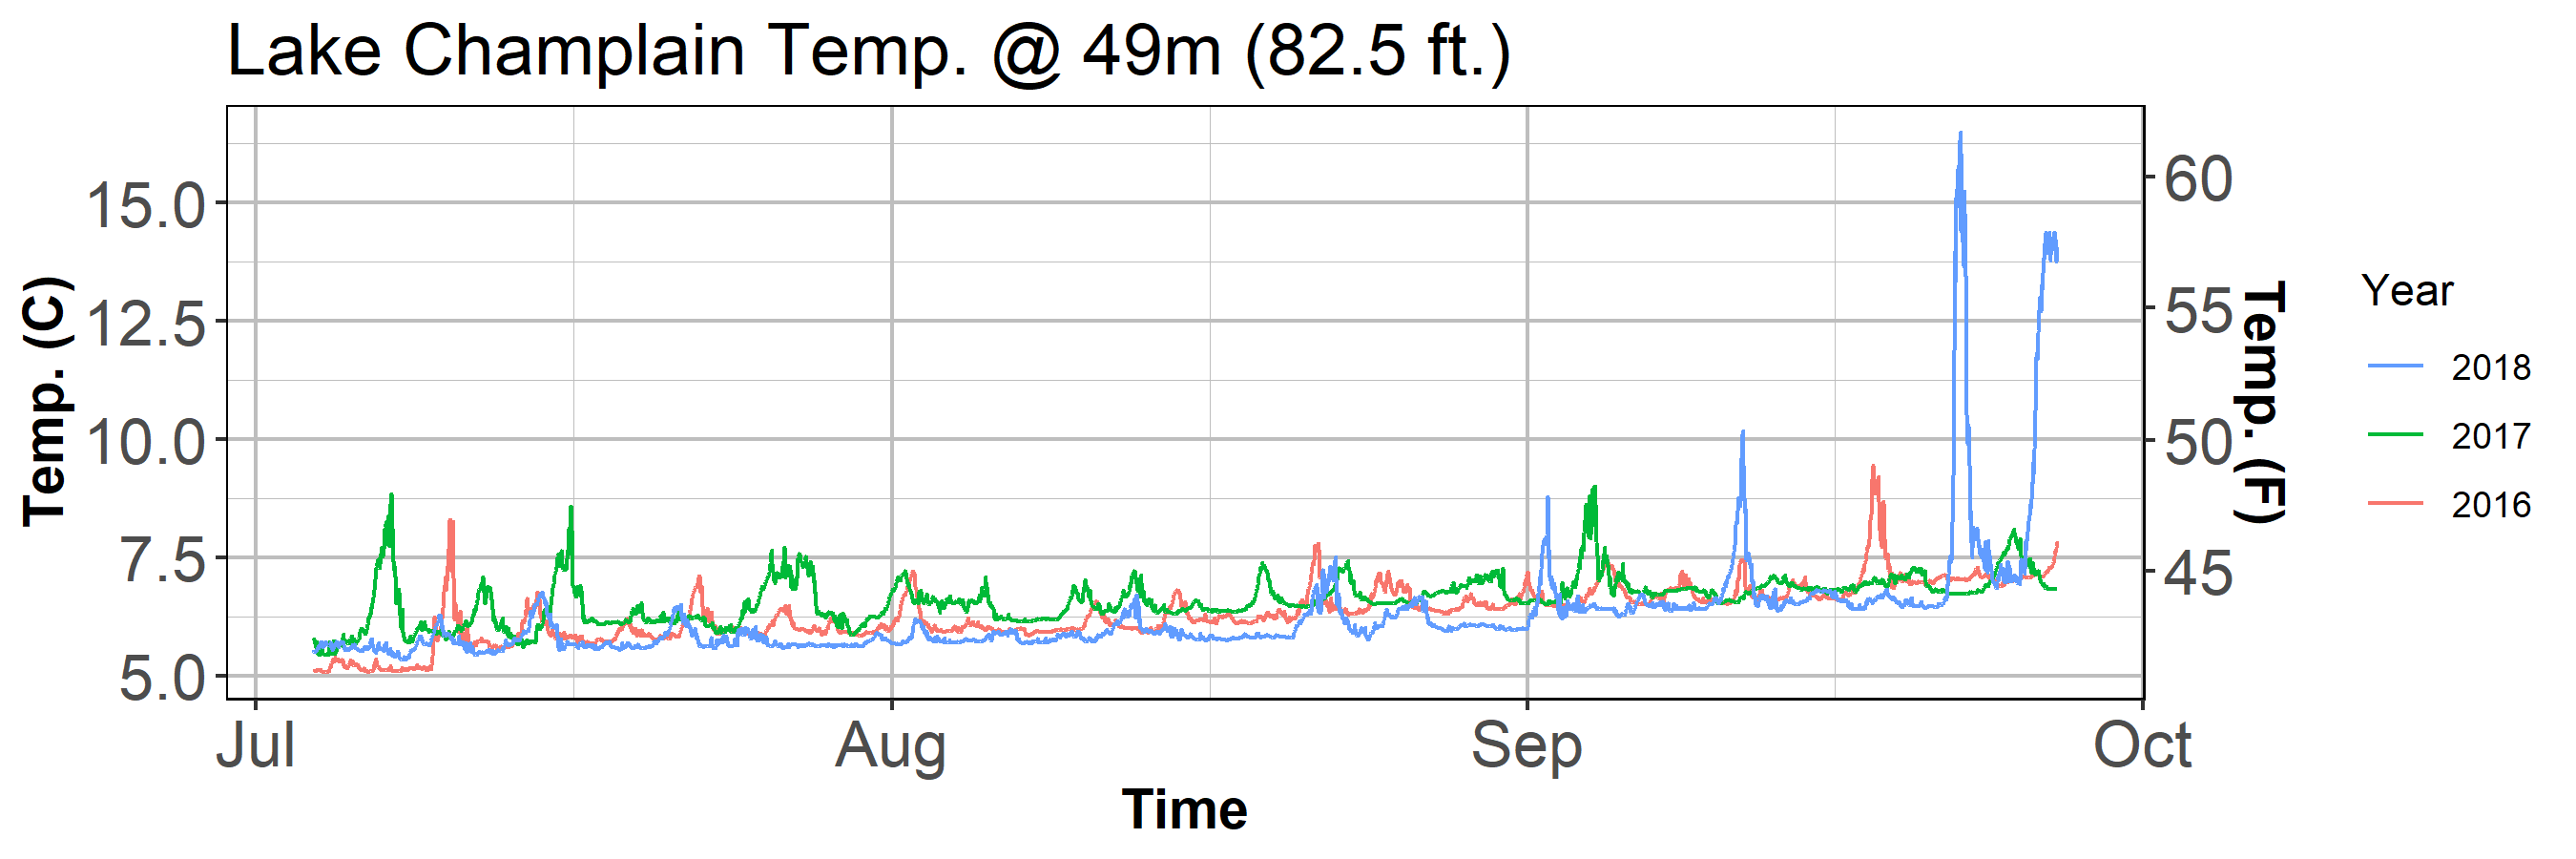 Lake Champlain Temp. @ 49m (82.5 ft.)
Temp. (C)
15.0
12.5
10.0
7.5
5.0
60
55
50
45
Temp. (F)
Jul
Aug
Sep
Oct
Time
Year
2018
2017
2016